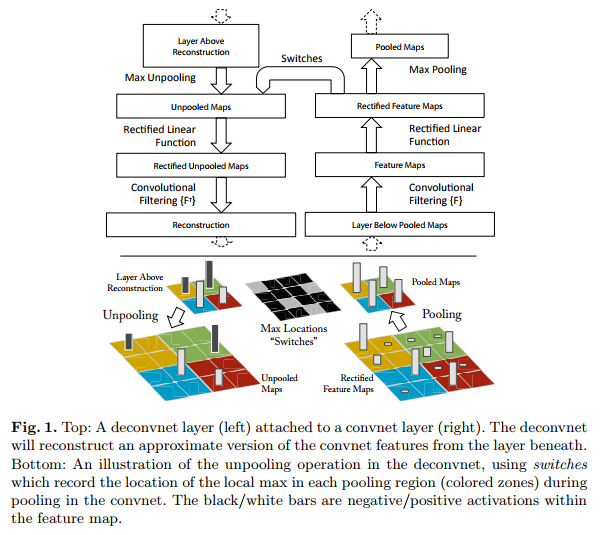 Layer Above
Reconstruction
Pooled Maps
Switches
Max Unpooling
Max Pooling
Unpooled Maps
Rectified Feature Maps
Rectified Linear
Function
Rectified Linear
Function
Rectified Unpooled Maps
Feature Maps
Convolutional
Filtering {Fᵀ}
Convolutional
Filtering {F}
Reconstruction
Layer Below Pooled Maps
Layer Above
Reconstruction
Pooled Maps
Unpooling
Max Locations
“Switches”
Pooling
Unpooled
Maps
Rectified
Feature Maps
Fig. 1. Top: A deconvnet layer (left) attached to a convnet layer (right). The deconvnet
will reconstruct an approximate version of the convnet features from the layer beneath.
Bottom: An illustration of the unpooling operation in the deconvnet, using switches
which record the location of the local max in each pooling region (colored zones) during
pooling in the convnet. The black/white bars are negative/positive activations within
the feature map.